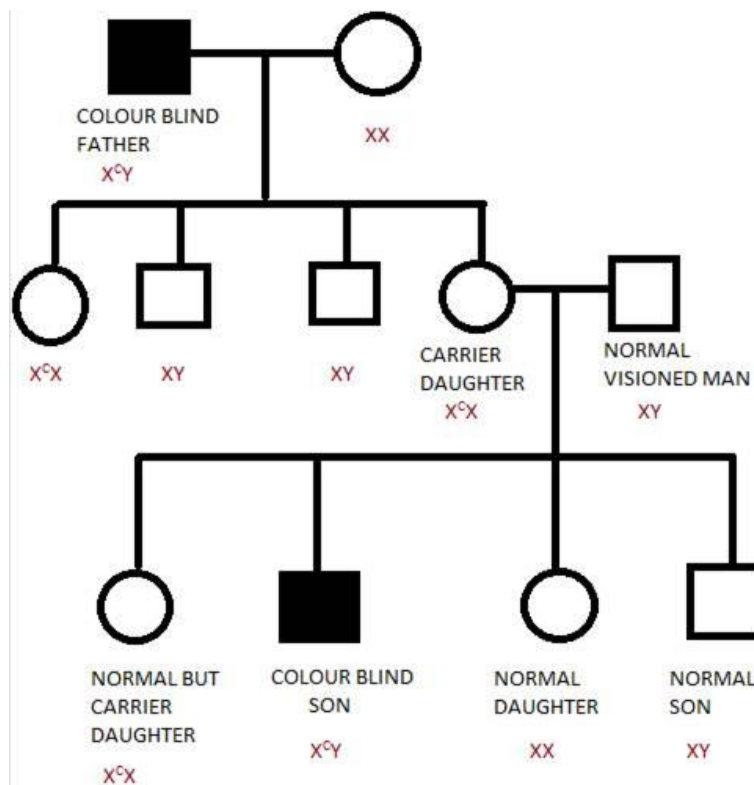 COLOUR BLIND
FATHER
XᶜY
XX
XᶜX
XY
XY
CARRIER
DAUGHTER
XᶜX
NORMAL
VISIONED MAN
XY
NORMAL BUT
CARRIER
DAUGHTER
XᶜX
COLOUR BLIND
SON
XᶜY
NORMAL
DAUGHTER
XX
NORMAL
SON
XY